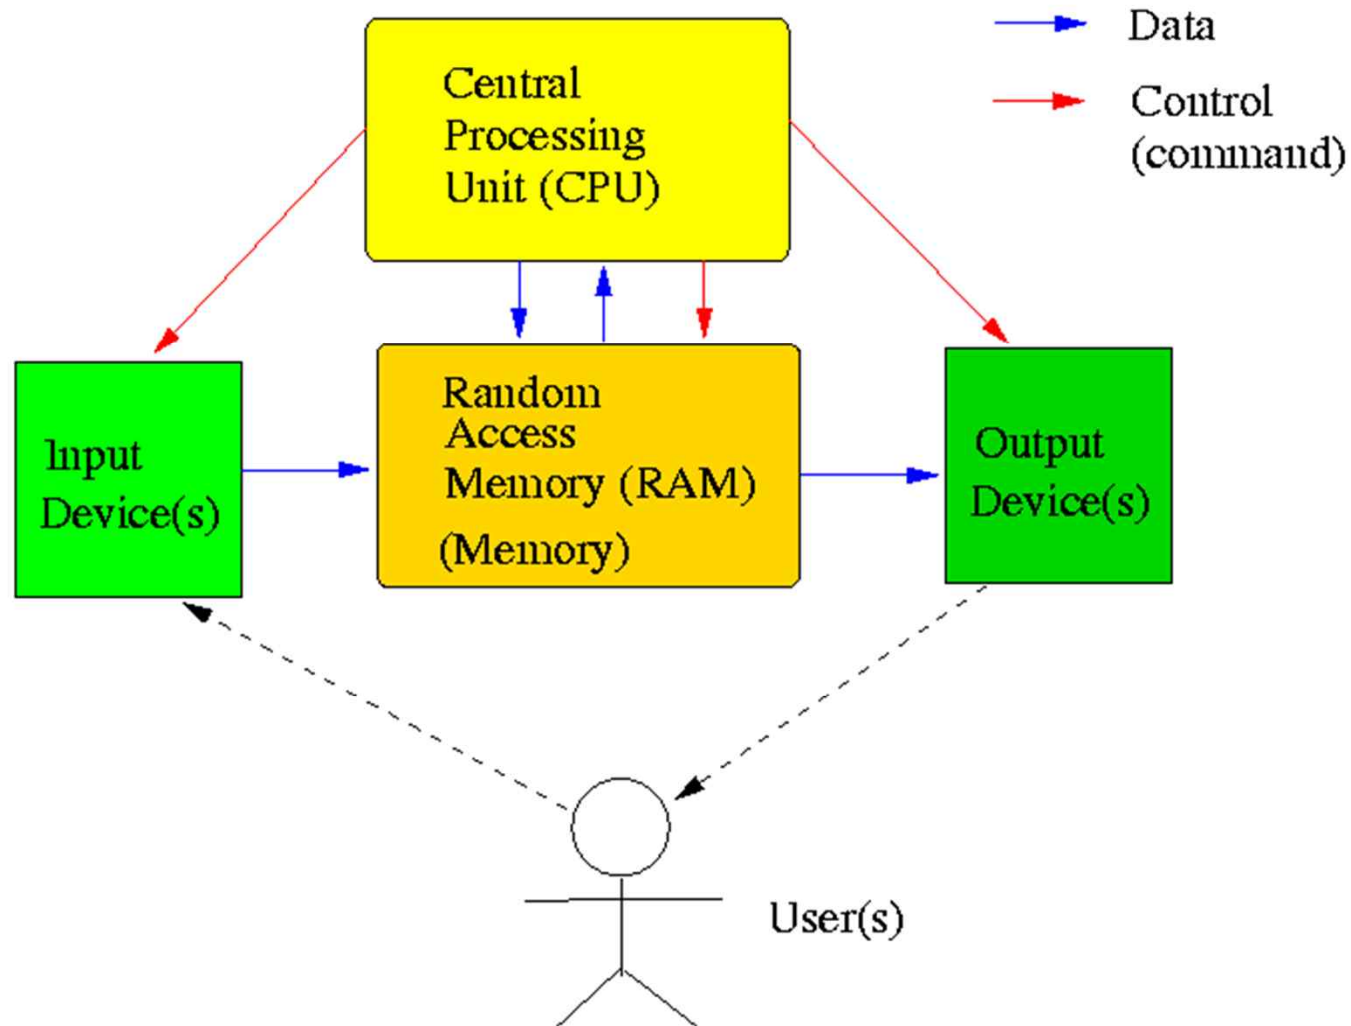 Central
Processing
Unit (CPU)
Data
Control
(command)
Input
Device(s)
Random
Access
Memory (RAM)
(Memory)
Output
Device(s)
User(s)